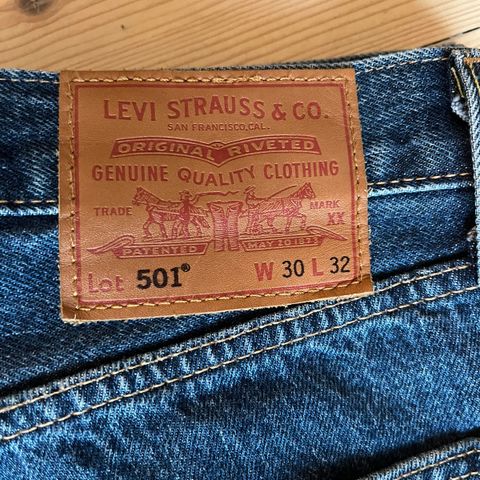 LEVI STRAUSS & CO.
SAN FRANCISCO, CAL.
ORIGINAL RIVETED
GENUINE QUALITY CLOTHING
TRADE MARK
XX
PATENTED MAY 20 1873
Lot 501® W 30 L 32